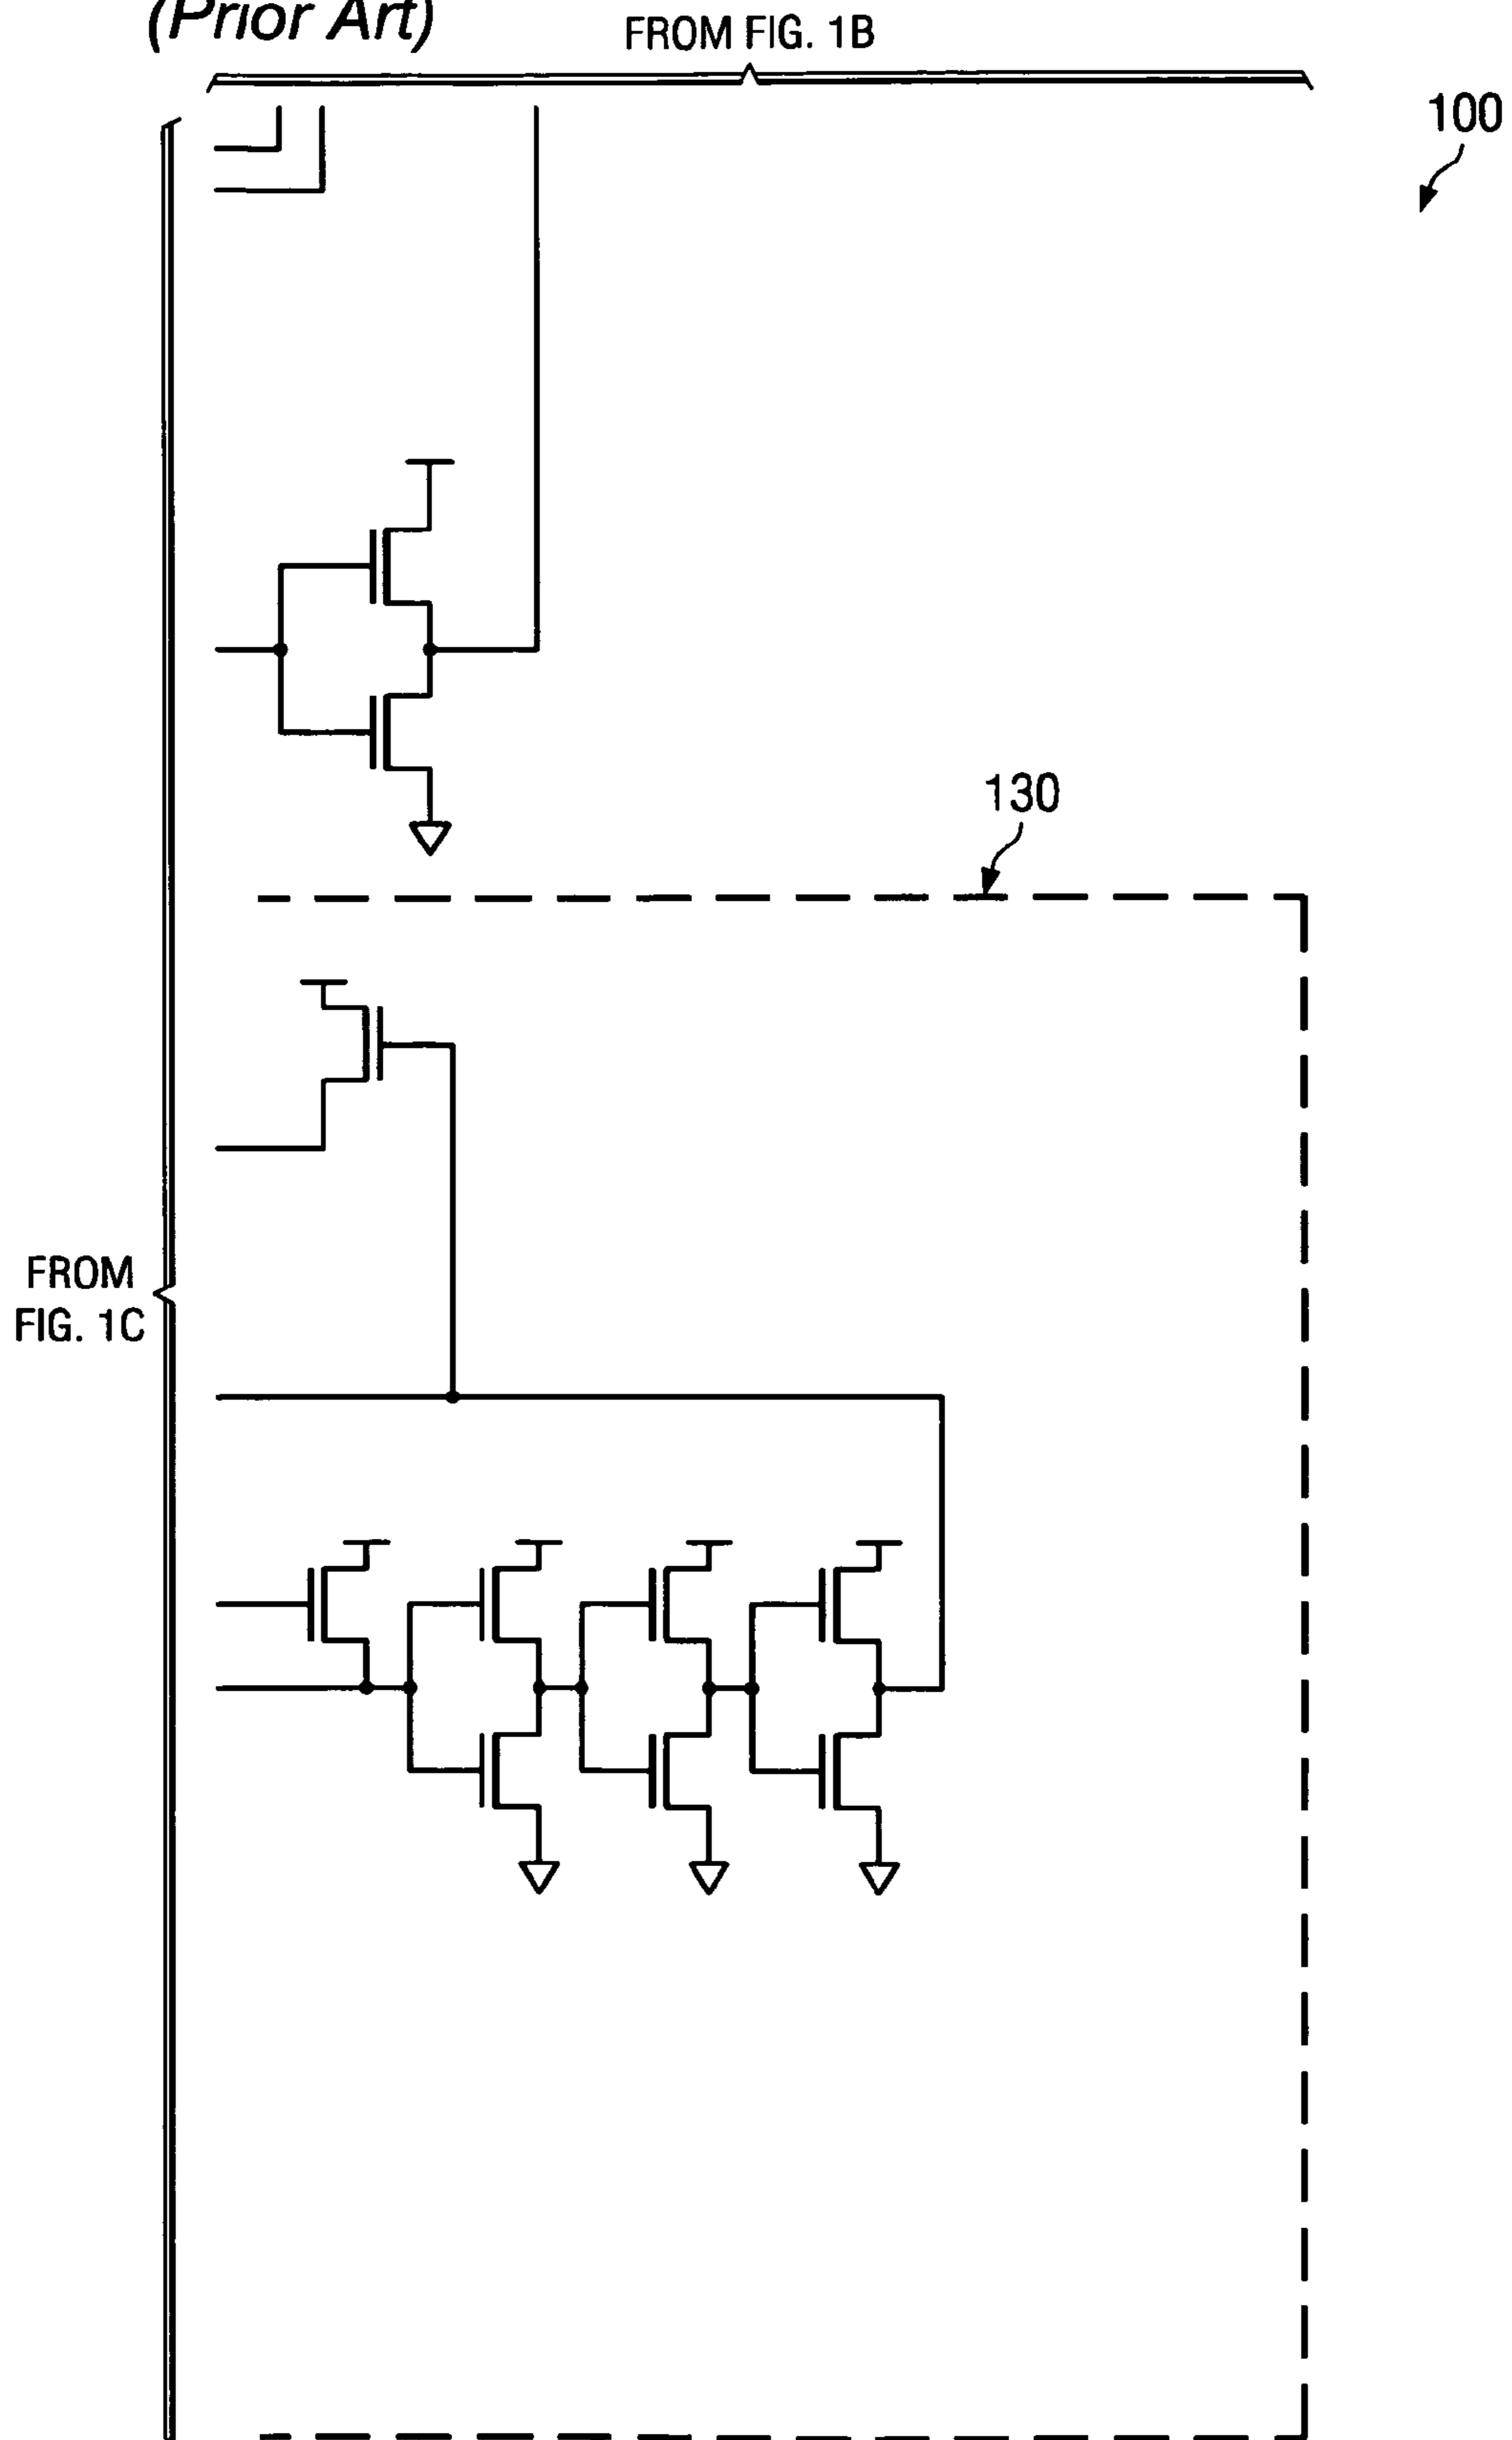 (Prior Art)
FROM FIG. 1B
100
130
FROM
FIG. 1C